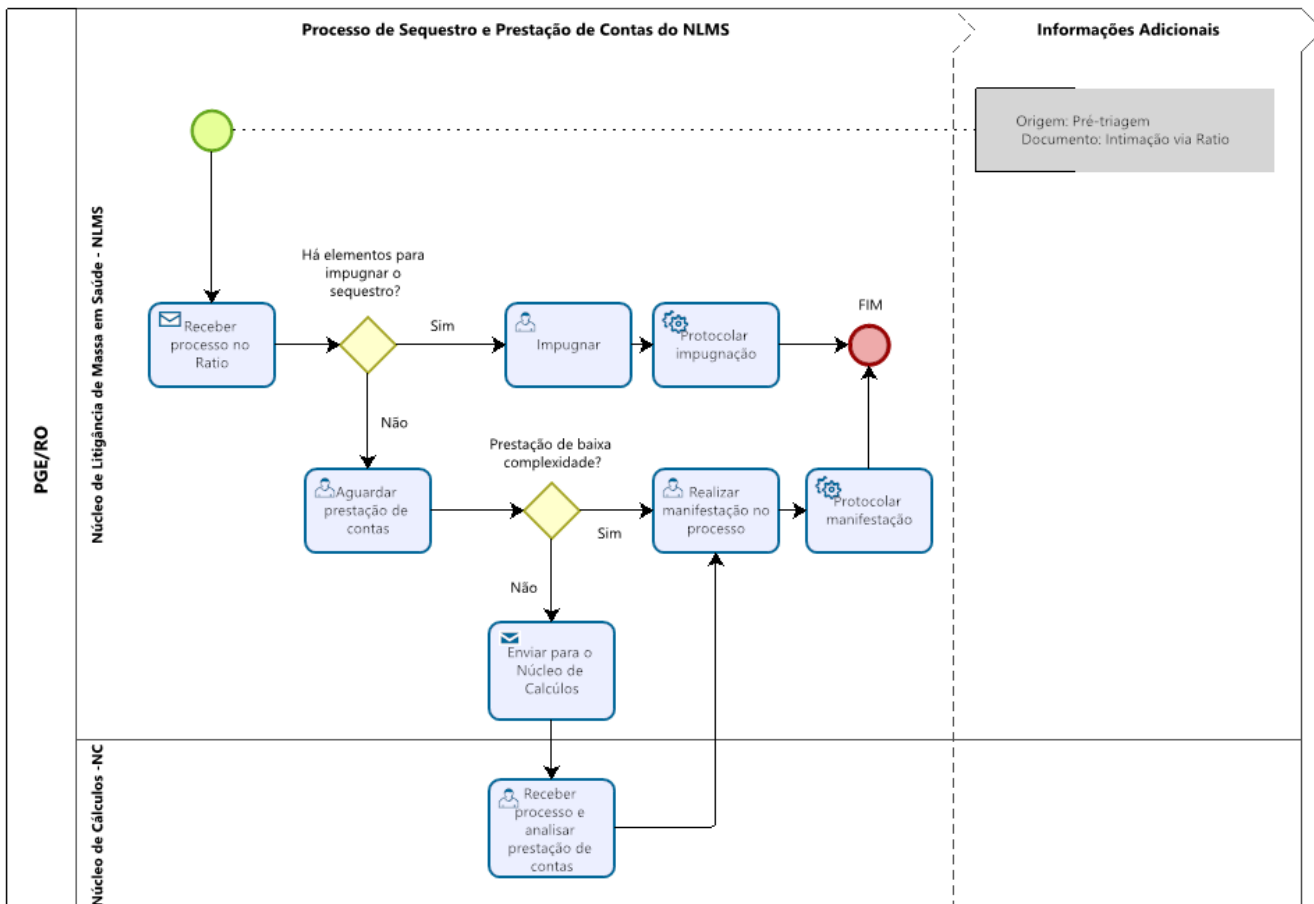 Processo de Sequestro e Prestação de Contas do NLMS
Informações Adicionais
PGE/RO
Núcleo de Litigância de Massa em Saúde - NLMS
Origem: Pré-triagem
Documento: Intimação via Ratio
Há elementos para
impugnar o
sequestro?
Receber
processo no
Ratio
Sim
Impugnar
Protocolar
impugnação
FIM
Não
Prestação de baixa
complexidade?
Aguardar
prestação de
contas
Sim
Realizar
manifestação no
processo
Protocolar
manifestação
Não
Enviar para o
Núcleo de
Calcúlos
Núcleo de Cálculos -NC
Receber
processo e
analisar
prestação de
contas